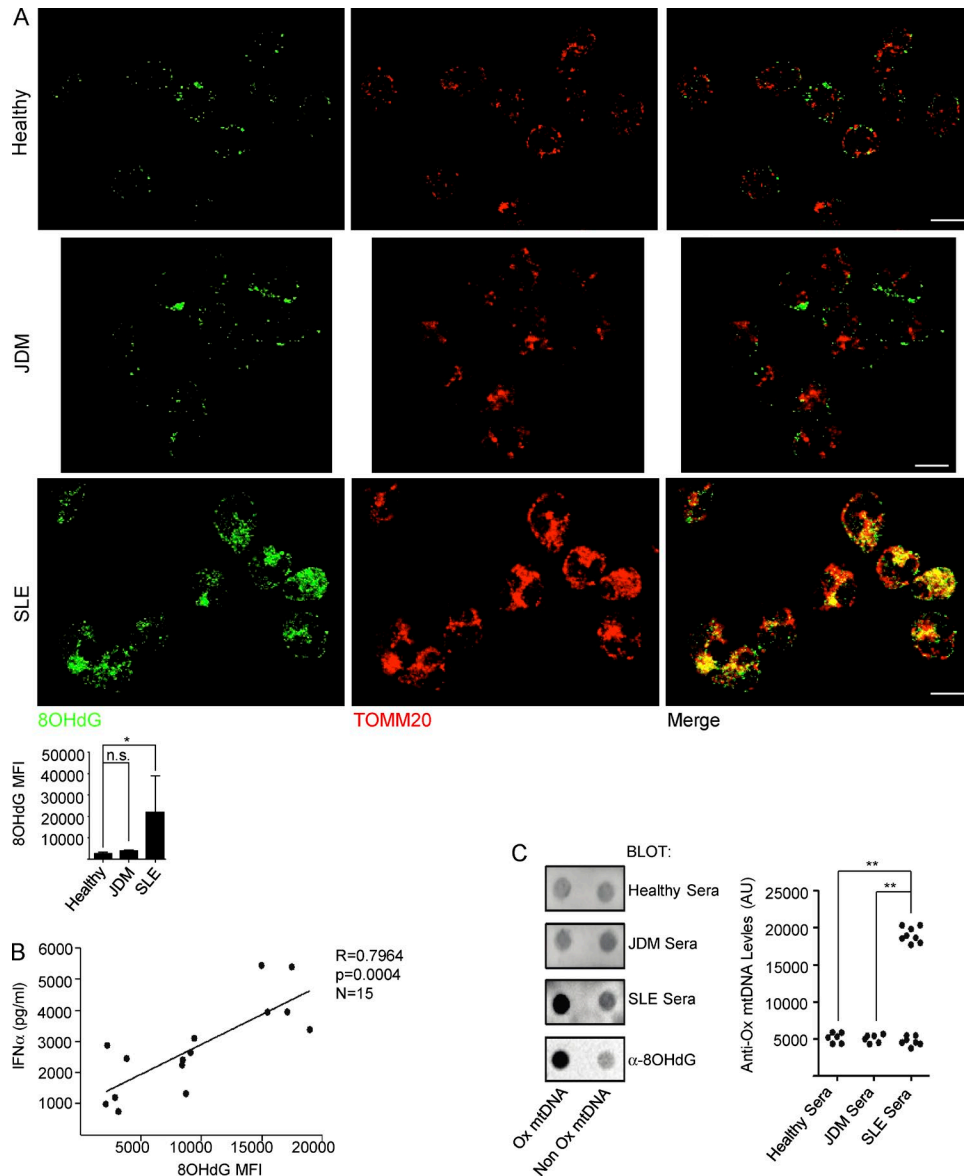 A
Healthy
JDM
SLE
8OHdG
TOMM20
Merge
8OHdG MFI
50000
40000
30000
20000
10000
n.s.
*
Healthy
JDM
SLE
B
IFNα (pg/ml)
6000
5000
4000
3000
2000
1000
5000
10000
15000
20000
8OHdG MFI
R=0.7964
p=0.0004
N=15
C
BLOT:
Healthy Sera
JDM Sera
SLE Sera
α-8OHdG
Ox mtDNA
Non Ox mtDNA
Anti-Ox mtDNA Levles (AU)
25000
20000
15000
10000
5000
0
**
**
Healthy Sera
JDM Sera
SLE Sera